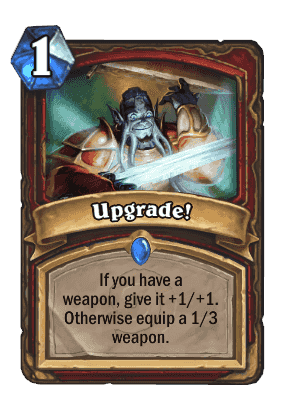 1
Upgrade!
If you have a
weapon, give it +1/+1.
Otherwise equip a 1/3
weapon.